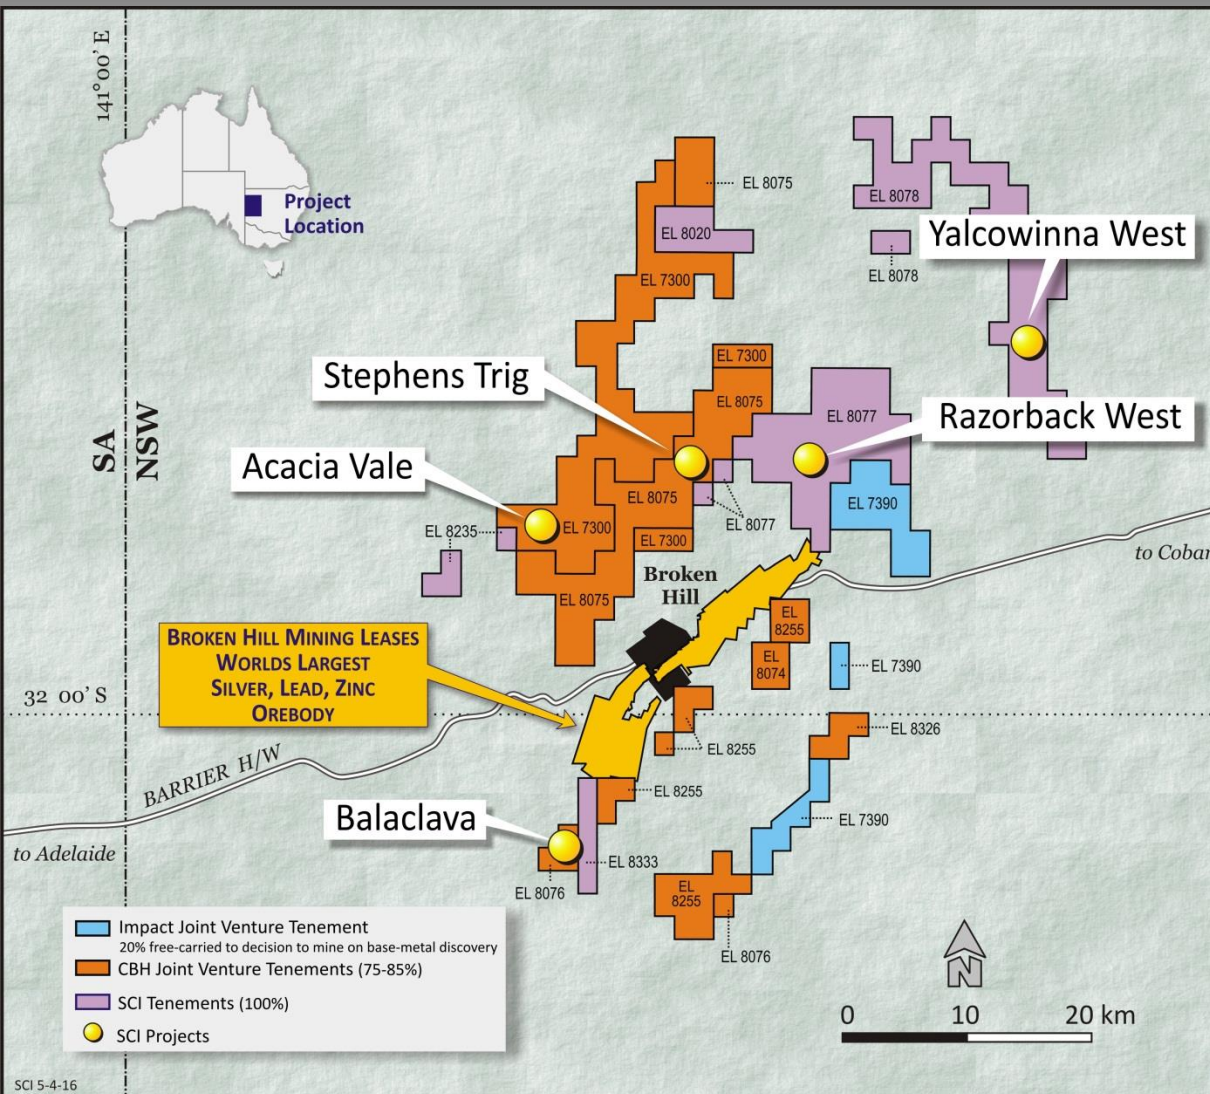 141°00' E
Project
Location
EL 8075
EL 8078
EL 8020
Yalcowinna West
EL 8078
EL 7300
EL 7300
Stephens Trig
EL 8075
EL 8077
Razorback West
SA
NSW
Acacia Vale
EL 8075
EL 7390
EL 8235
EL 7300
EL 8077
EL 7300
to Cobar
Broken
Hill
EL 8075
EL
8255
BROKEN HILL MINING LEASES
WORLDS LARGEST
SILVER, LEAD, ZINC
OREBODY
EL
8074
EL 7390
32 00' S
EL 8326
EL 8255
BARRIER H/W
EL 8255
Balaclava
EL 7390
to Adelaide
EL 8333
EL 8076
EL
8255
EL 8076
Impact Joint Venture Tenement
20% free-carried to decision to mine on base-metal discovery
CBH Joint Venture Tenements (75-85%)
SCI Tenements (100%)
SCI Projects
N
0 10 20 km
SCI 5-4-16